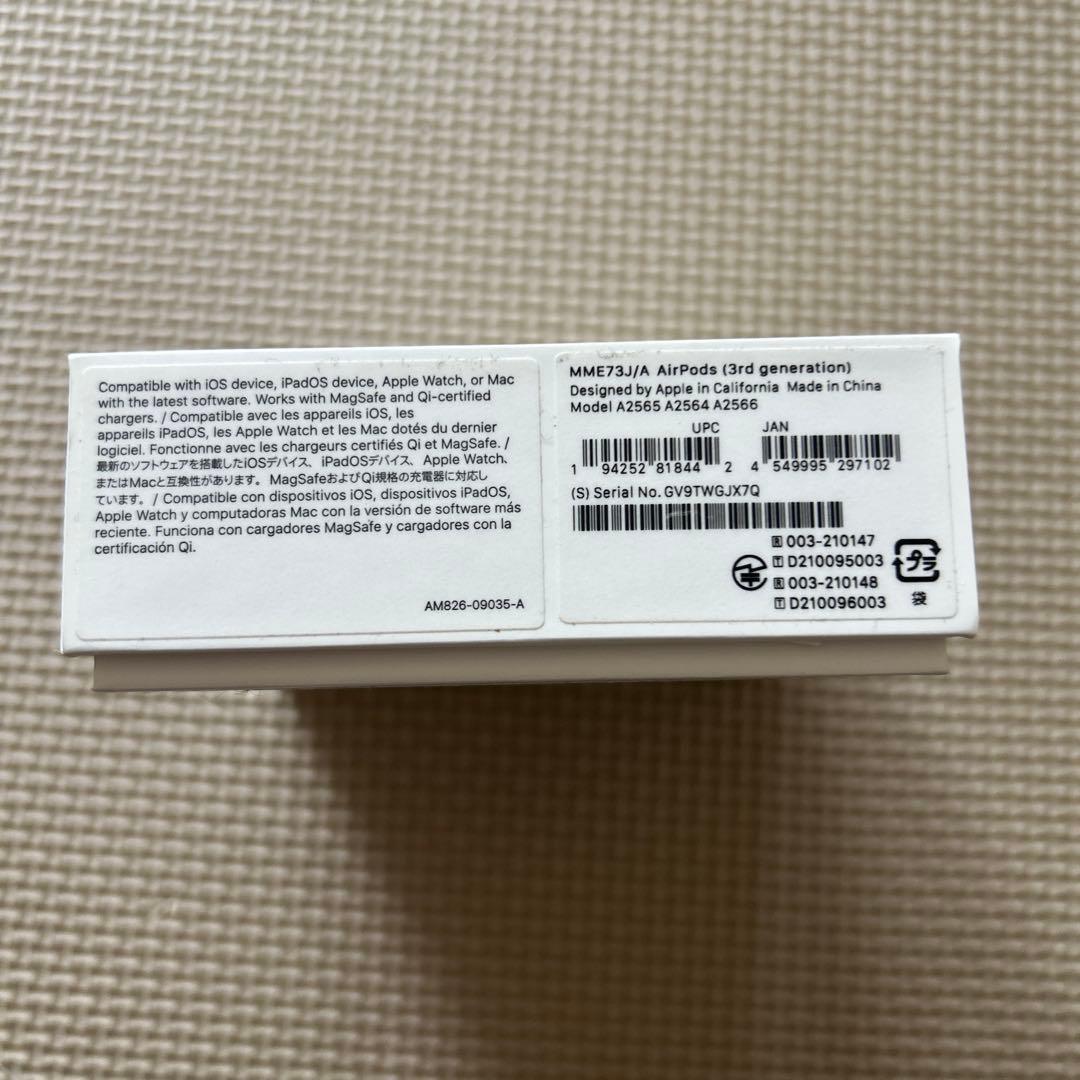 Compatible with iOS device, iPadOS device, Apple Watch, or Mac
with the latest software. Works with MagSafe and Qi-certified
chargers. / Compatible avec les appareils iOS, les
appareils iPadOS, les Apple Watch et les Mac dotés du dernier
logiciel. Fonctionne avec les chargeurs certifiés Qi et MagSafe. /
最新のソフトウェアを搭載したiOSデバイス、iPadOSデバイス、Apple Watch、
またはMacと互換性があります。MagSafeおよびQi規格の充電器に対応し
ています。 / Compatible con dispositivos iOS, dispositivos iPadOS,
Apple Watch y computadoras Mac con la versión de software más
reciente. Funciona con cargadores MagSafe y cargadores con la
certificación Qi.
AM826-09035-A
MME73J/A AirPods (3rd generation)
Designed by Apple in California Made in China
Model A2565 A2564 A2566
UPC JAN
1 94252 81844 2 4 549995 297102
(S) Serial No. GV9TWGJX7Q
R 003-210147
T D210095003
R 003-210148
T D210096003
プラ
袋